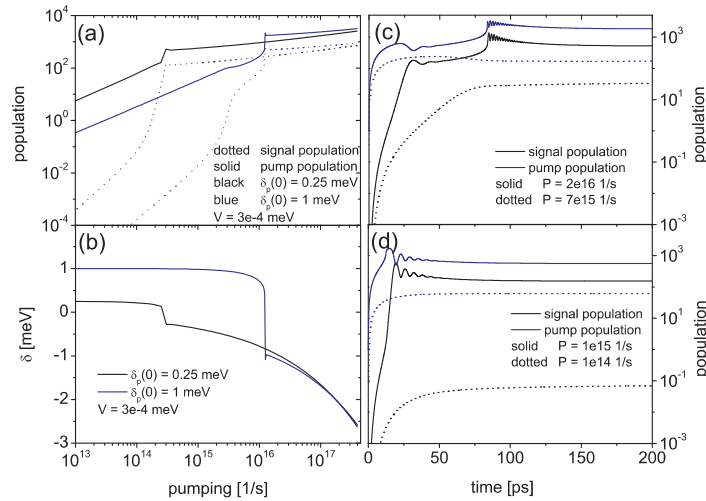 (a)
population
10^4
10^2
10^0
10^-2
10^-4
dotted signal population
solid pump population
black δ_p(0) = 0.25 meV
blue δ_p(0) = 1 meV
V = 3e-4 meV
(b)
δ [meV]
1
0
-1
-2
-3
δ_p(0) = 0.25 meV
δ_p(0) = 1 meV
V = 3e-4 meV
10^13
10^14
10^15
10^16
10^17
pumping [1/s]
(c)
signal population
pump population
solid P = 2e16 1/s
dotted P = 7e15 1/s
10^3
10^1
10^-1
10^-3
population
(d)
signal population
pump population
solid P = 1e15 1/s
dotted P = 1e14 1/s
10^3
10^1
10^-1
10^-3
population
0
50
100
150
200
time [ps]